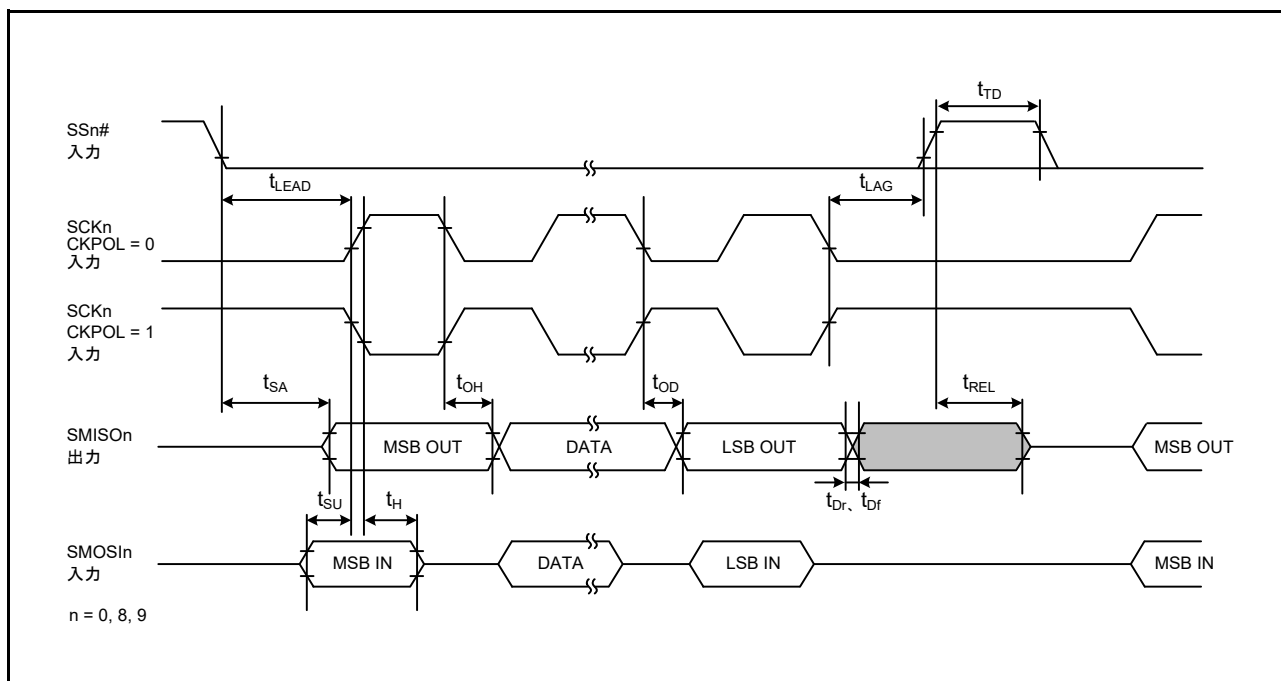 tTD
SSn#
入力
tLEAD
tLAG
SCKn
CKPOL = 0
入力
SCKn
CKPOL = 1
入力
tSA
tOH
tOD
tREL
SMISOn
出力
MSB OUT
DATA
LSB OUT
MSB OUT
tSU
tH
tDr、tDf
SMOSIn
入力
MSB IN
DATA
LSB IN
MSB IN
n = 0, 8, 9